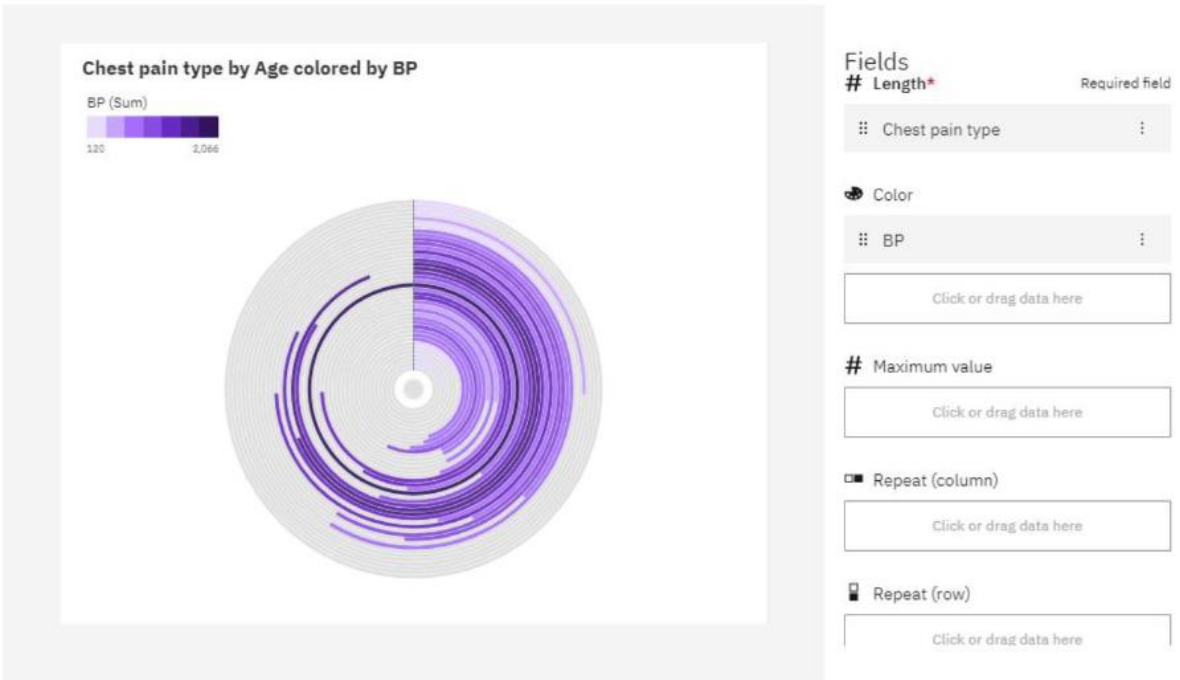 Chest pain type by Age colored by BP
BP (Sum)
120 2,066
Fields
# Length* Required field
Chest pain type
Color
BP
Click or drag data here
# Maximum value
Click or drag data here
Repeat (column)
Click or drag data here
Repeat (row)
Click or drag data here